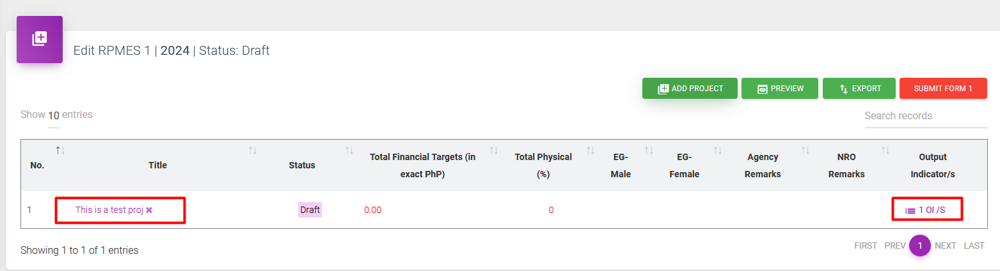 Edit RPMES 1 | 2024 | Status: Draft
ADD PROJECT PREVIEW EXPORT SUBMIT FORM 1
Show 10 entries Search records
No. Title Status Total Financial Targets (in exact PhP) Total Physical (%) EG-Male EG-Female Agency Remarks NRO Remarks Output Indicator/s
1 This is a test proj Draft 0.00 0 1 OI /S
Showing 1 to 1 of 1 entries FIRST PREV 1 NEXT LAST